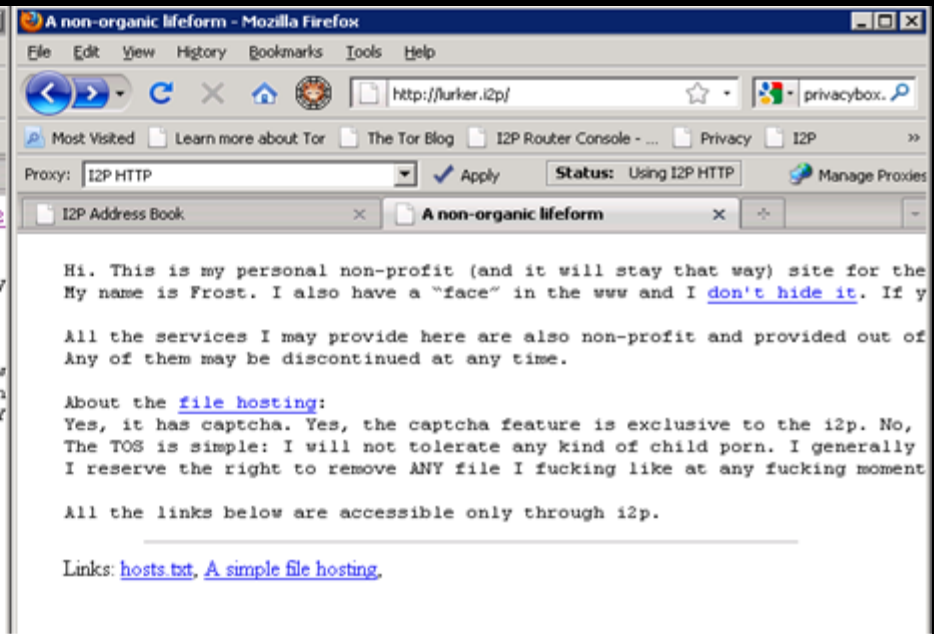 A non-organic lifeform - Mozilla Firefox
File Edit View History Bookmarks Tools Help
http://lurker.i2p/ privacybox.
Most Visited Learn more about Tor The Tor Blog I2P Router Console - ... Privacy I2P »
Proxy: I2P HTTP Apply Status: Using I2P HTTP Manage Proxies
I2P Address Book A non-organic lifeform
Hi. This is my personal non-profit (and it will stay that way) site for the
My name is Frost. I also have a “face” in the www and I don't hide it. If y
All the services I may provide here are also non-profit and provided out of
Any of them may be discontinued at any time.
About the file hosting:
Yes, it has captcha. Yes, the captcha feature is exclusive to the i2p. No,
The TOS is simple: I will not tolerate any kind of child porn. I generally
I reserve the right to remove ANY file I fucking like at any fucking moment
All the links below are accessible only through i2p.
Links: hosts.txt, A simple file hosting,